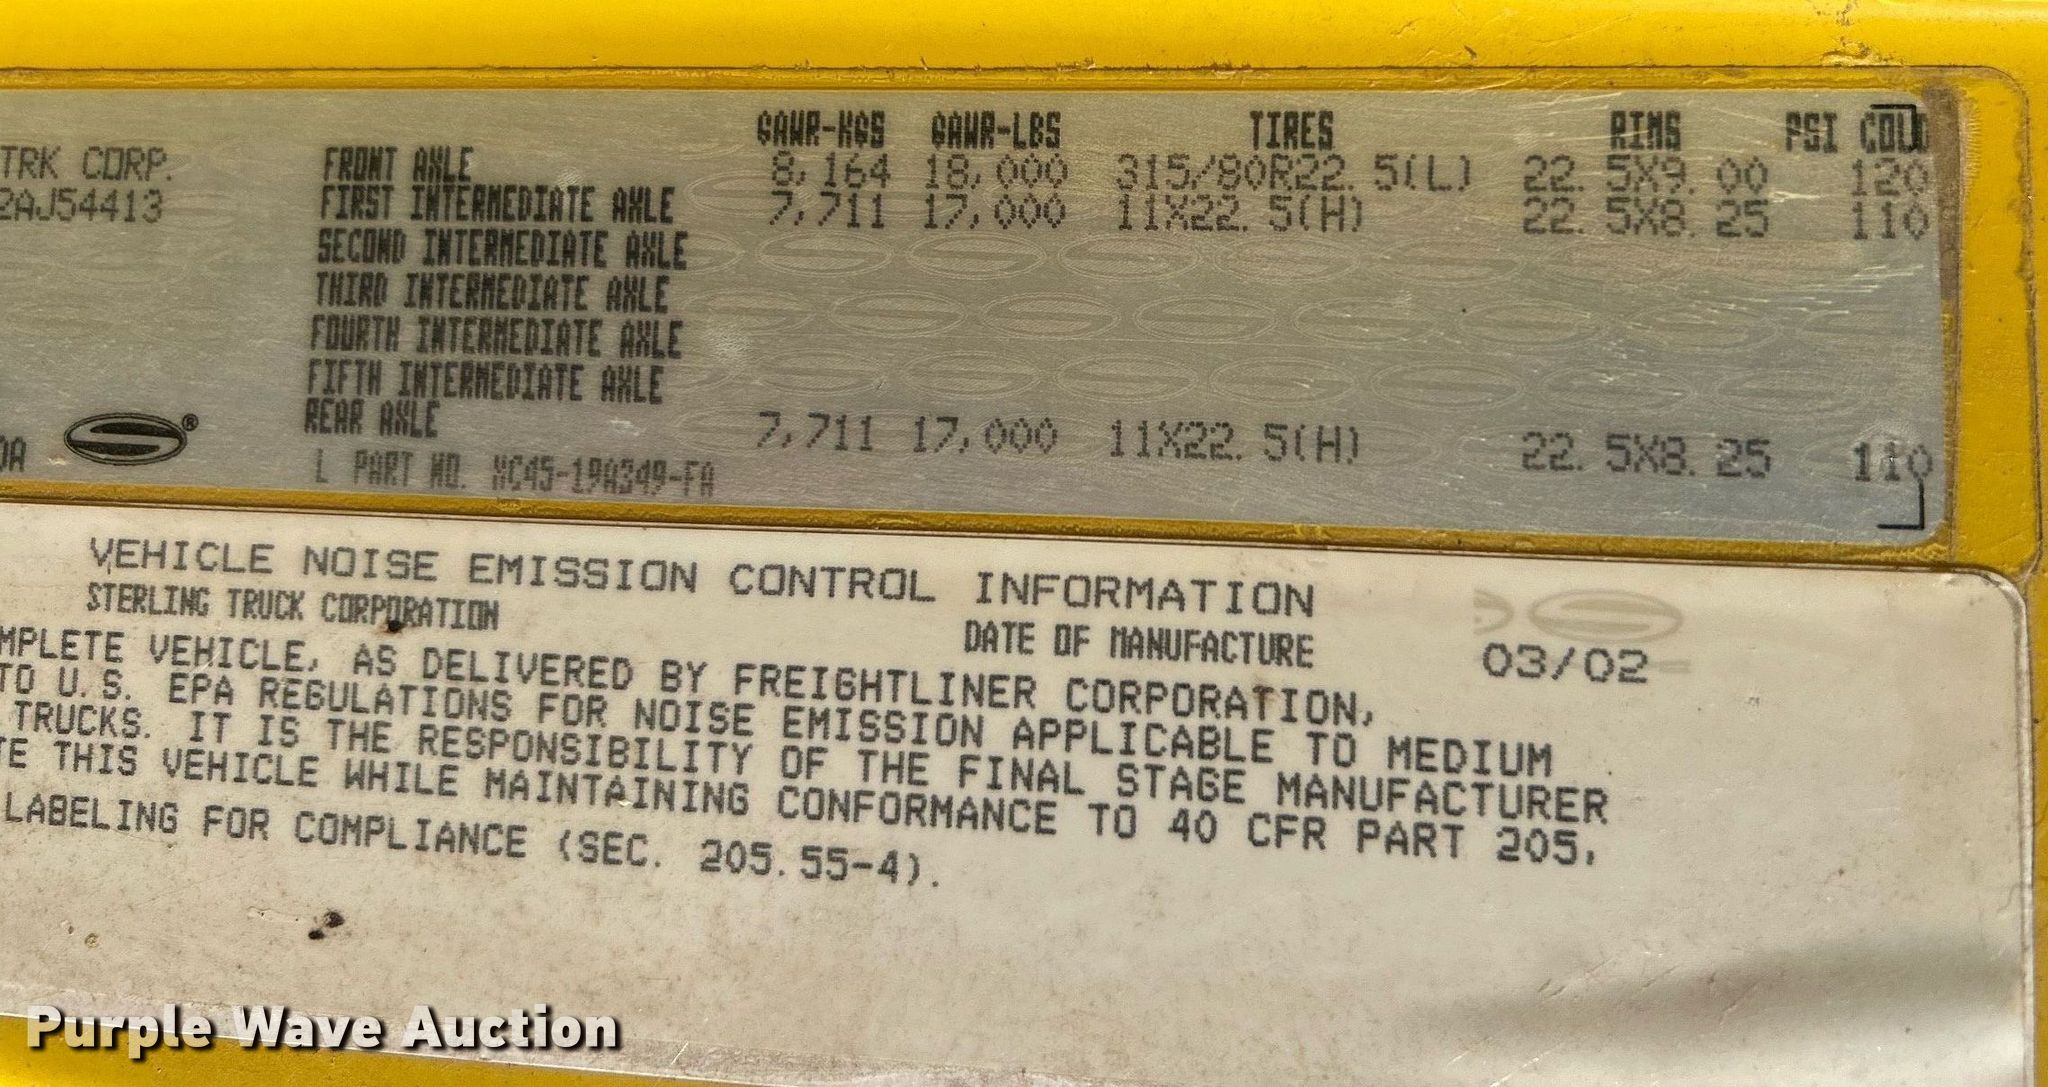 GAWR-KGS GAWR-LBS TIRES RIMS PSI COLD
TRK CORP. FRONT AXLE 8,164 18,000 315/80R22.5(L) 22.5X9.00 120
2AJ54413 FIRST INTERMEDIATE AXLE 7,711 17,000 11X22.5(H) 22.5X8.25 110
SECOND INTERMEDIATE AXLE
THIRD INTERMEDIATE AXLE
FOURTH INTERMEDIATE AXLE
FIFTH INTERMEDIATE AXLE
DA ® REAR AXLE 7,711 17,000 11X22.5(H) 22.5X8.25 110
L PART NO. XC45-19A349-FA
VEHICLE NOISE EMISSION CONTROL INFORMATION
STERLING TRUCK CORPORATION
DATE OF MANUFACTURE 03/02
MPLETE VEHICLE, AS DELIVERED BY FREIGHTLINER CORPORATION,
TO U.S. EPA REGULATIONS FOR NOISE EMISSION APPLICABLE TO MEDIUM
TRUCKS. IT IS THE RESPONSIBILITY OF THE FINAL STAGE MANUFACTURER
TE THIS VEHICLE WHILE MAINTAINING CONFORMANCE TO 40 CFR PART 205,
LABELING FOR COMPLIANCE (SEC. 205.55-4).
Purple Wave Auction